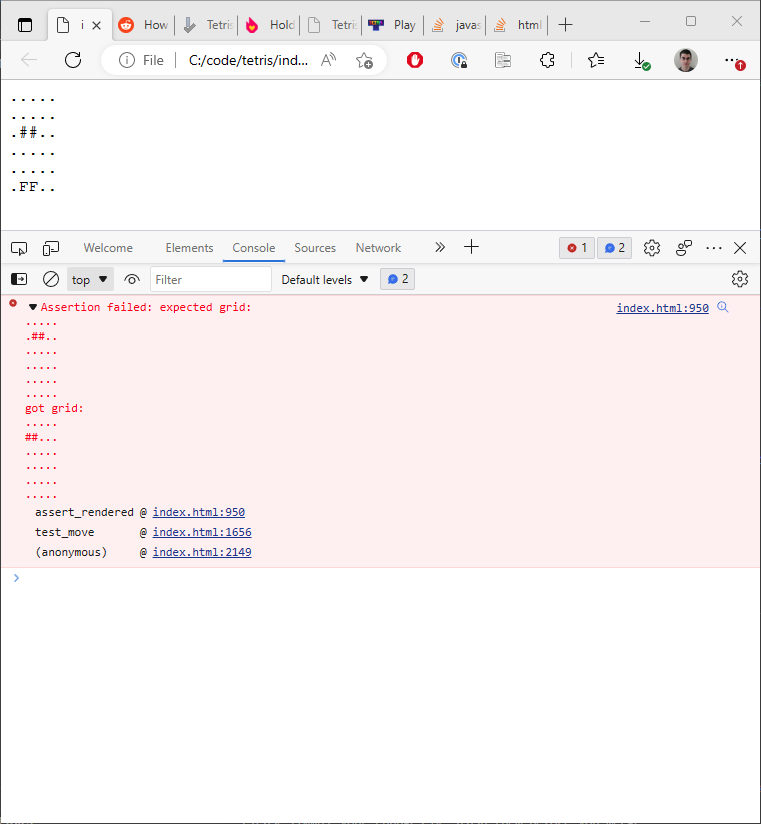 i
How
Tetris
Hold
Tetris
Play
javas
html
File
C:/code/tetris/ind...
.....
.....
.##..
.....
.....
.FF..
Welcome
Elements
Console
Sources
Network
1
2
top
Filter
Default levels
2
Assertion failed: expected grid:
index.html:950
.....
.##..
.....
.....
.....
.....
got grid:
.....
##...
.....
.....
.....
.....
assert_rendered @ index.html:950
test_move @ index.html:1656
(anonymous) @ index.html:2149